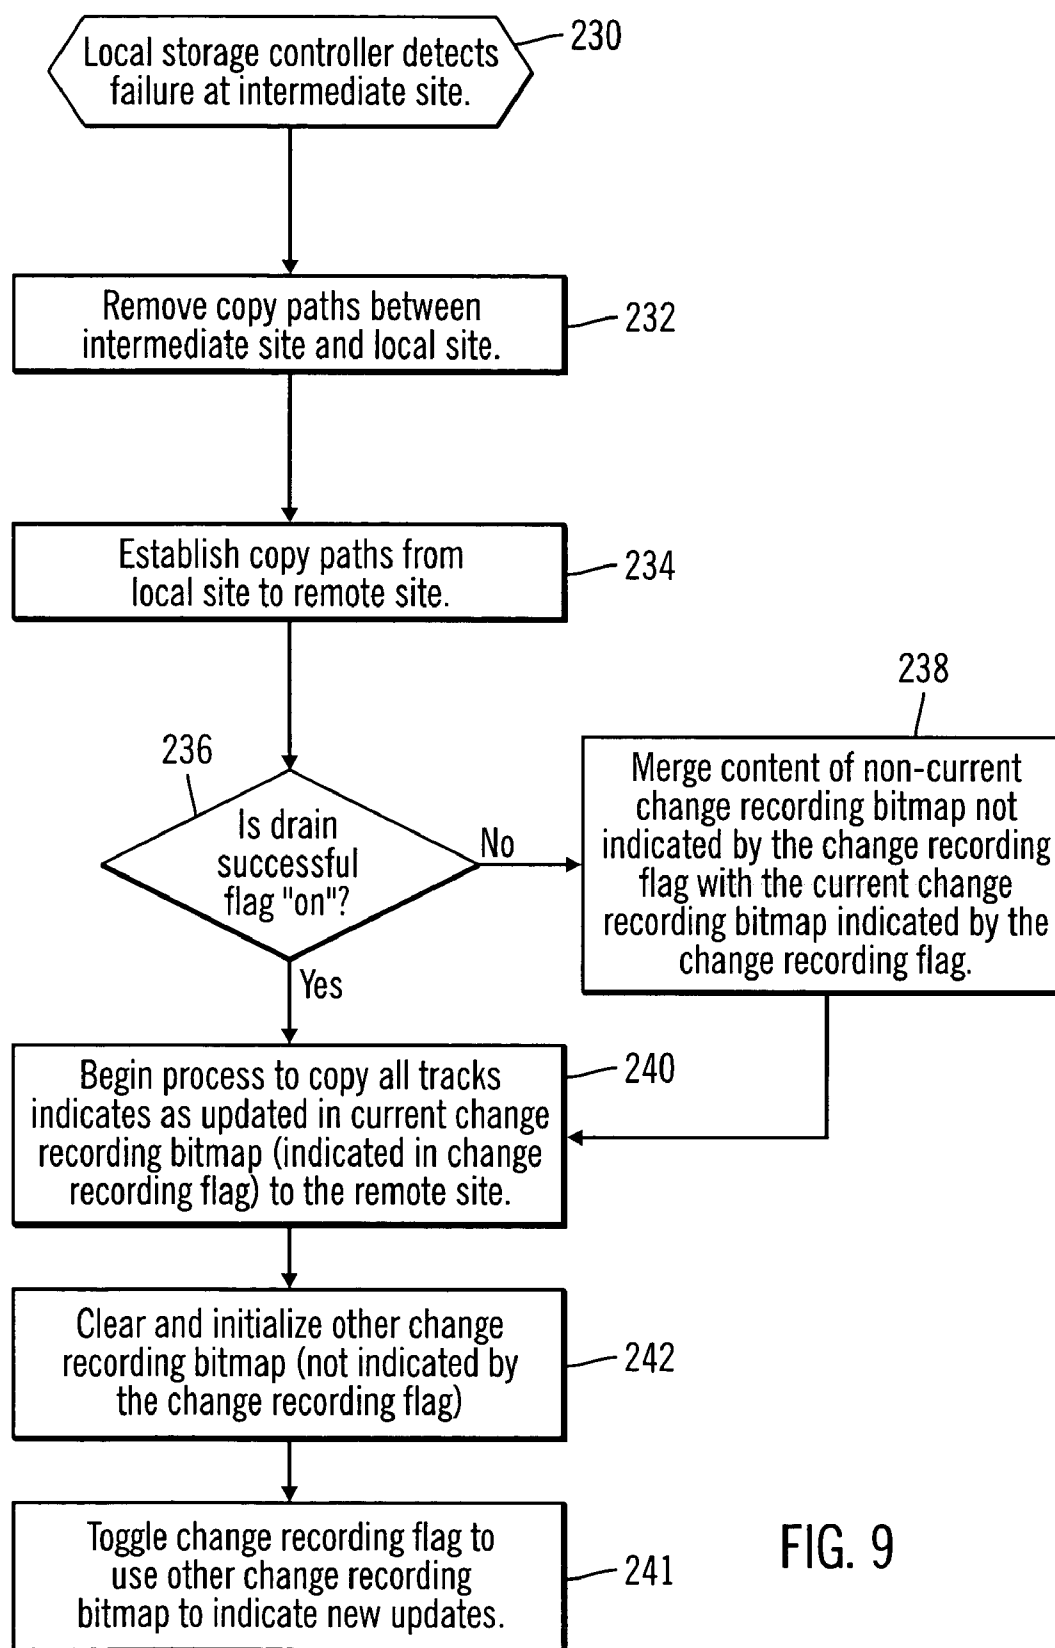 Local storage controller detects
failure at intermediate site.
230
Remove copy paths between
intermediate site and local site.
232
Establish copy paths from
local site to remote site.
234
236
Is drain
successful
flag "on"?
No
Yes
238
Merge content of non-current
change recording bitmap not
indicated by the change recording
flag with the current change
recording bitmap indicated by the
change recording flag.
Begin process to copy all tracks
indicates as updated in current change
recording bitmap (indicated in change
recording flag) to the remote site.
240
Clear and initialize other change
recording bitmap (not indicated by
the change recording flag)
242
Toggle change recording flag to
use other change recording
bitmap to indicate new updates.
241
FIG. 9